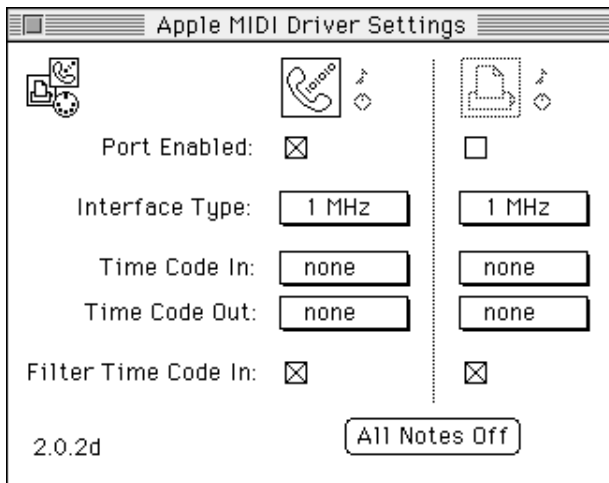 Apple MIDI Driver Settings
Port Enabled:
Interface Type: 1 MHz 1 MHz
Time Code In: none none
Time Code Out: none none
Filter Time Code In:
2.0.2d All Notes Off